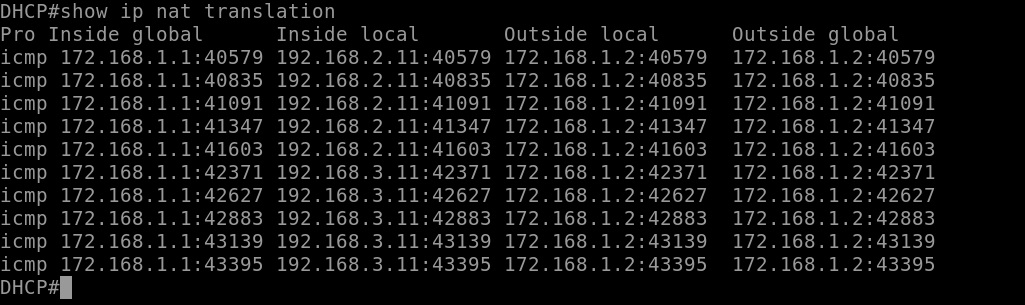 DHCP#show ip nat translation
Pro Inside global      Inside local       Outside local      Outside global
icmp 172.168.1.1:40579 192.168.2.11:40579 172.168.1.2:40579  172.168.1.2:40579
icmp 172.168.1.1:40835 192.168.2.11:40835 172.168.1.2:40835  172.168.1.2:40835
icmp 172.168.1.1:41091 192.168.2.11:41091 172.168.1.2:41091  172.168.1.2:41091
icmp 172.168.1.1:41347 192.168.2.11:41347 172.168.1.2:41347  172.168.1.2:41347
icmp 172.168.1.1:41603 192.168.2.11:41603 172.168.1.2:41603  172.168.1.2:41603
icmp 172.168.1.1:42371 192.168.3.11:42371 172.168.1.2:42371  172.168.1.2:42371
icmp 172.168.1.1:42627 192.168.3.11:42627 172.168.1.2:42627  172.168.1.2:42627
icmp 172.168.1.1:42883 192.168.3.11:42883 172.168.1.2:42883  172.168.1.2:42883
icmp 172.168.1.1:43139 192.168.3.11:43139 172.168.1.2:43139  172.168.1.2:43139
icmp 172.168.1.1:43395 192.168.3.11:43395 172.168.1.2:43395  172.168.1.2:43395
DHCP#